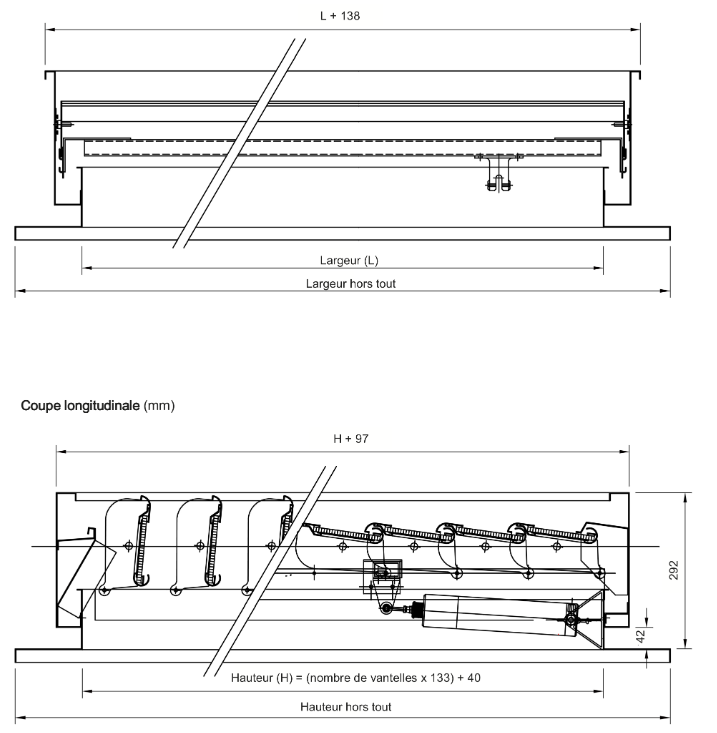 L + 138
Largeur (L)
Largeur hors tout
Coupe longitudinale (mm)
H + 97
292
42
Hauteur (H) = (nombre de vantelles x 133) + 40
Hauteur hors tout